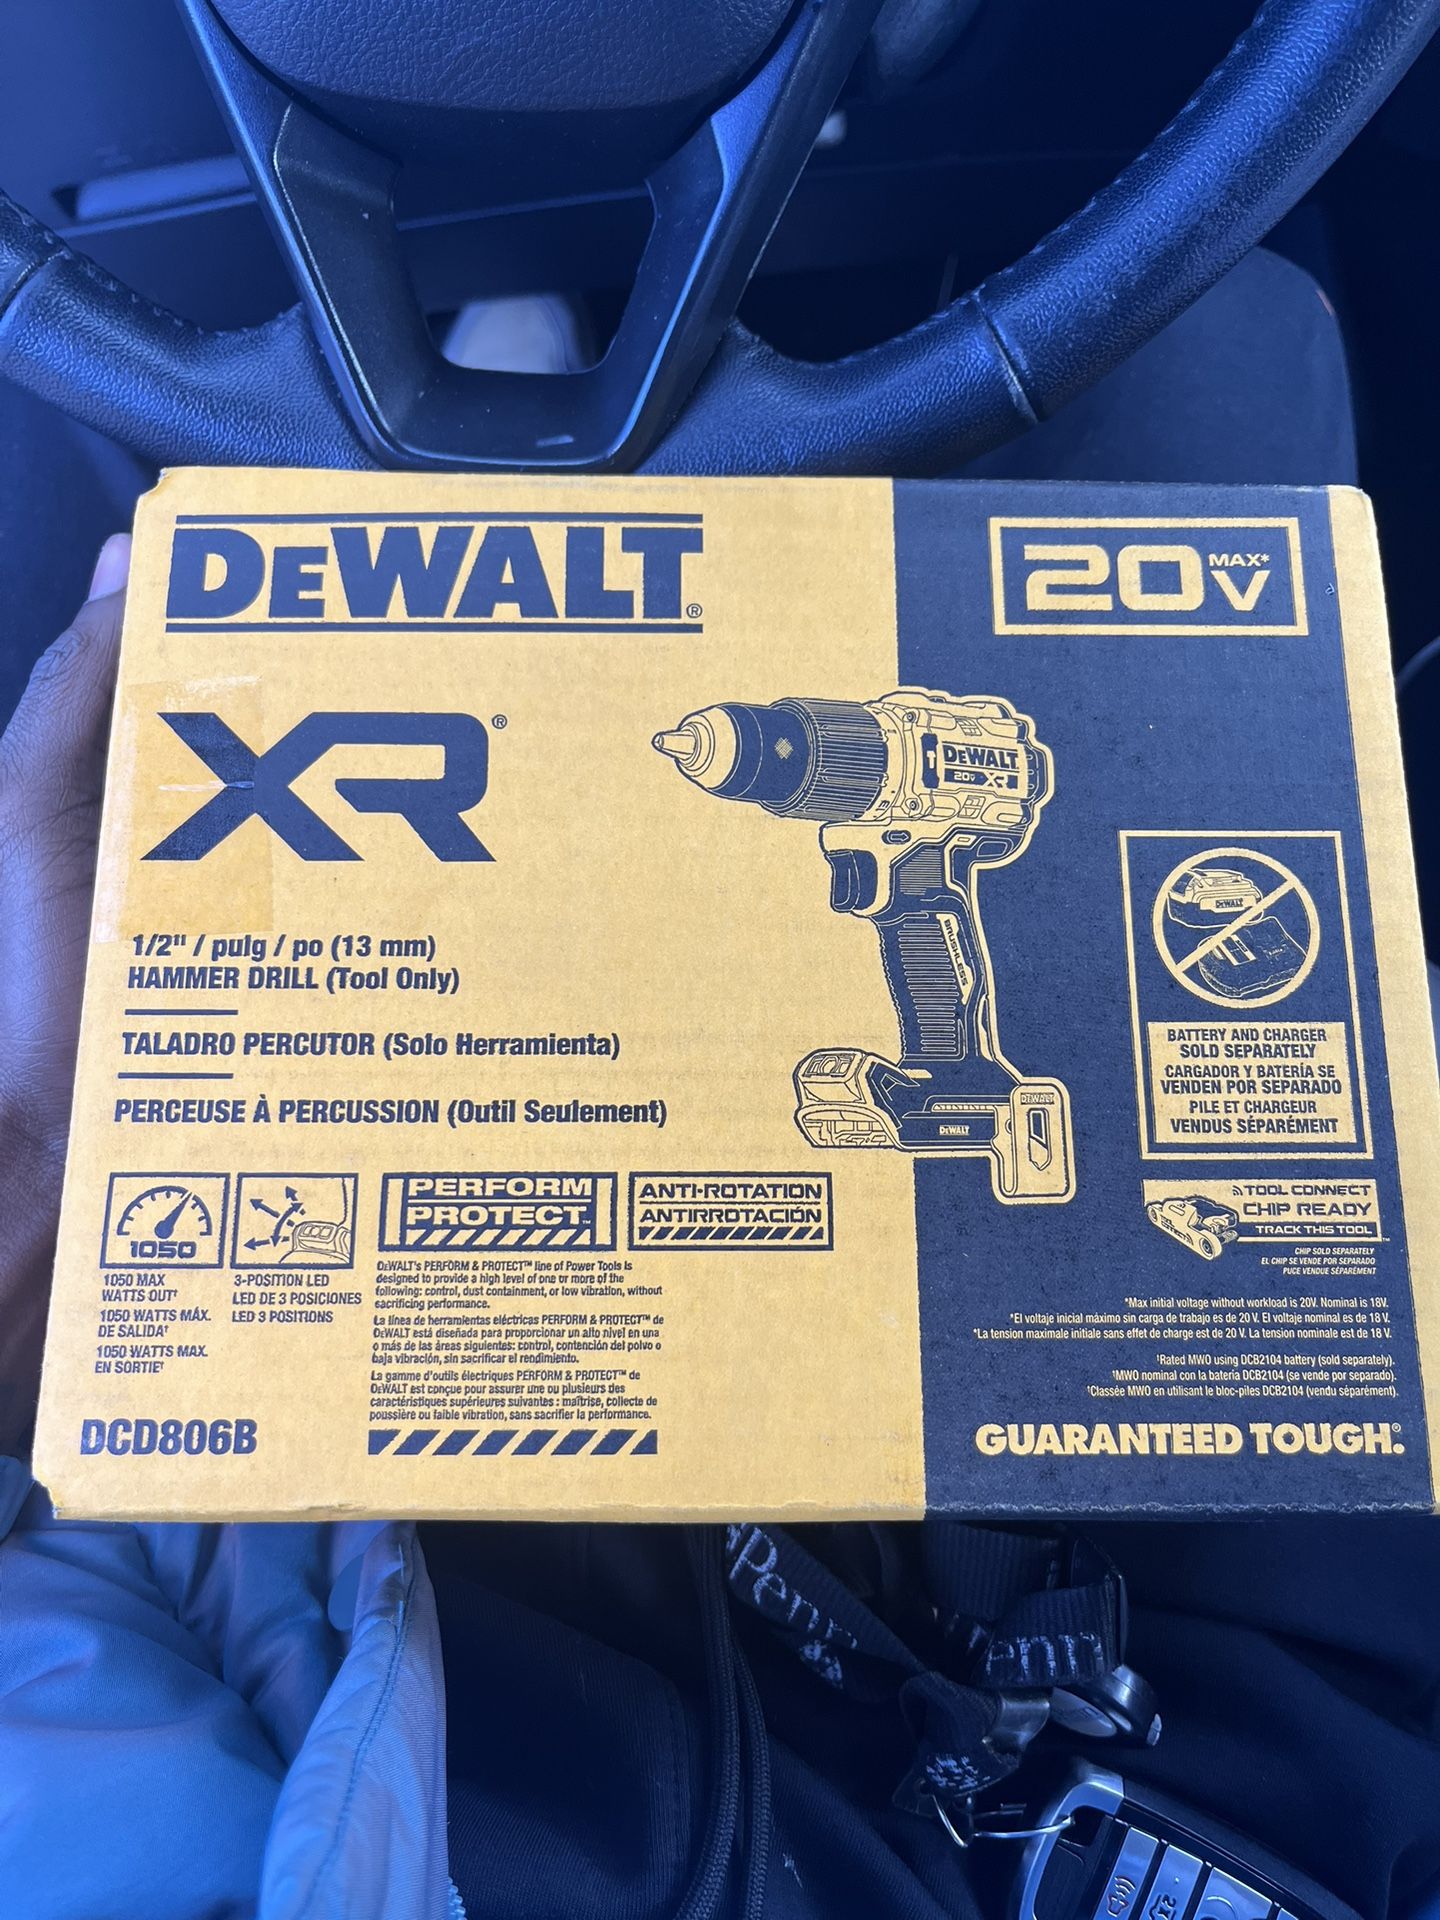 DEWALT®
20V MAX*
XR®
DEWALT
20V XR
BRUSHLESS
DEWALT
DEWALT
DEWALT
1/2" / pulg / po (13 mm)
HAMMER DRILL (Tool Only)
TALADRO PERCUTOR (Solo Herramienta)
PERCEUSE À PERCUSSION (Outil Seulement)
BATTERY AND CHARGER
SOLD SEPARATELY
CARGADOR Y BATERÍA SE
VENDEN POR SEPARADO
PILE ET CHARGEUR
VENDUS SÉPARÉMENT
1050
1050 MAX
WATTS OUT†
1050 WATTS MÁX.
DE SALIDA†
1050 WATTS MAX.
EN SORTIE†
3-POSITION LED
LED DE 3 POSICIONES
LED 3 POSITIONS
PERFORM
PROTECT™
ANTI-ROTATION
ANTIRROTACIÓN
DEWALT'S PERFORM & PROTECT™ line of Power Tools is
designed to provide a high level of one or more of the
following: control, dust containment, or low vibration, without
sacrificing performance.
La línea de herramientas eléctricas PERFORM & PROTECT™ de
DEWALT está diseñada para proporcionar un alto nivel en una
o más de las áreas siguientes: control, contención del polvo o
baja vibración, sin sacrificar el rendimiento.
La gamme d'outils électriques PERFORM & PROTECT™ de
DEWALT est conçue pour assurer une ou plusieurs des
caractéristiques supérieures suivantes : maîtrise, collecte de
poussière ou faible vibration, sans sacrifier la performance.
TOOL CONNECT
CHIP READY
TRACK THIS TOOL™
CHIP SOLD SEPARATELY
EL CHIP SE VENDE POR SEPARADO
PUCE VENDUE SÉPARÉMENT
*Max initial voltage without workload is 20V. Nominal is 18V.
*El voltaje inicial máximo sin carga de trabajo es de 20 V. El voltaje nominal es de 18 V.
*La tension maximale initiale sans effet de charge est de 20 V. La tension nominale est de 18 V.
†Rated MWO using DCB2104 battery (sold separately).
†MWO nominal con la batería DCB2104 (se vende por separado).
†Classée MWO en utilisant le bloc-piles DCB2104 (vendu séparément).
DCD806B
GUARANTEED TOUGH.®
Penn
enn